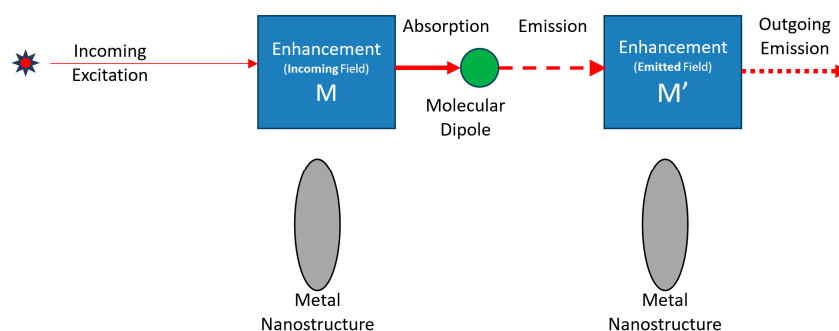 Incoming
Excitation
Enhancement
(Incoming Field)
M
Absorption
Molecular
Dipole
Emission
Enhancement
(Emitted Field)
M'
Outgoing
Emission
Metal
Nanostructure
Metal
Nanostructure